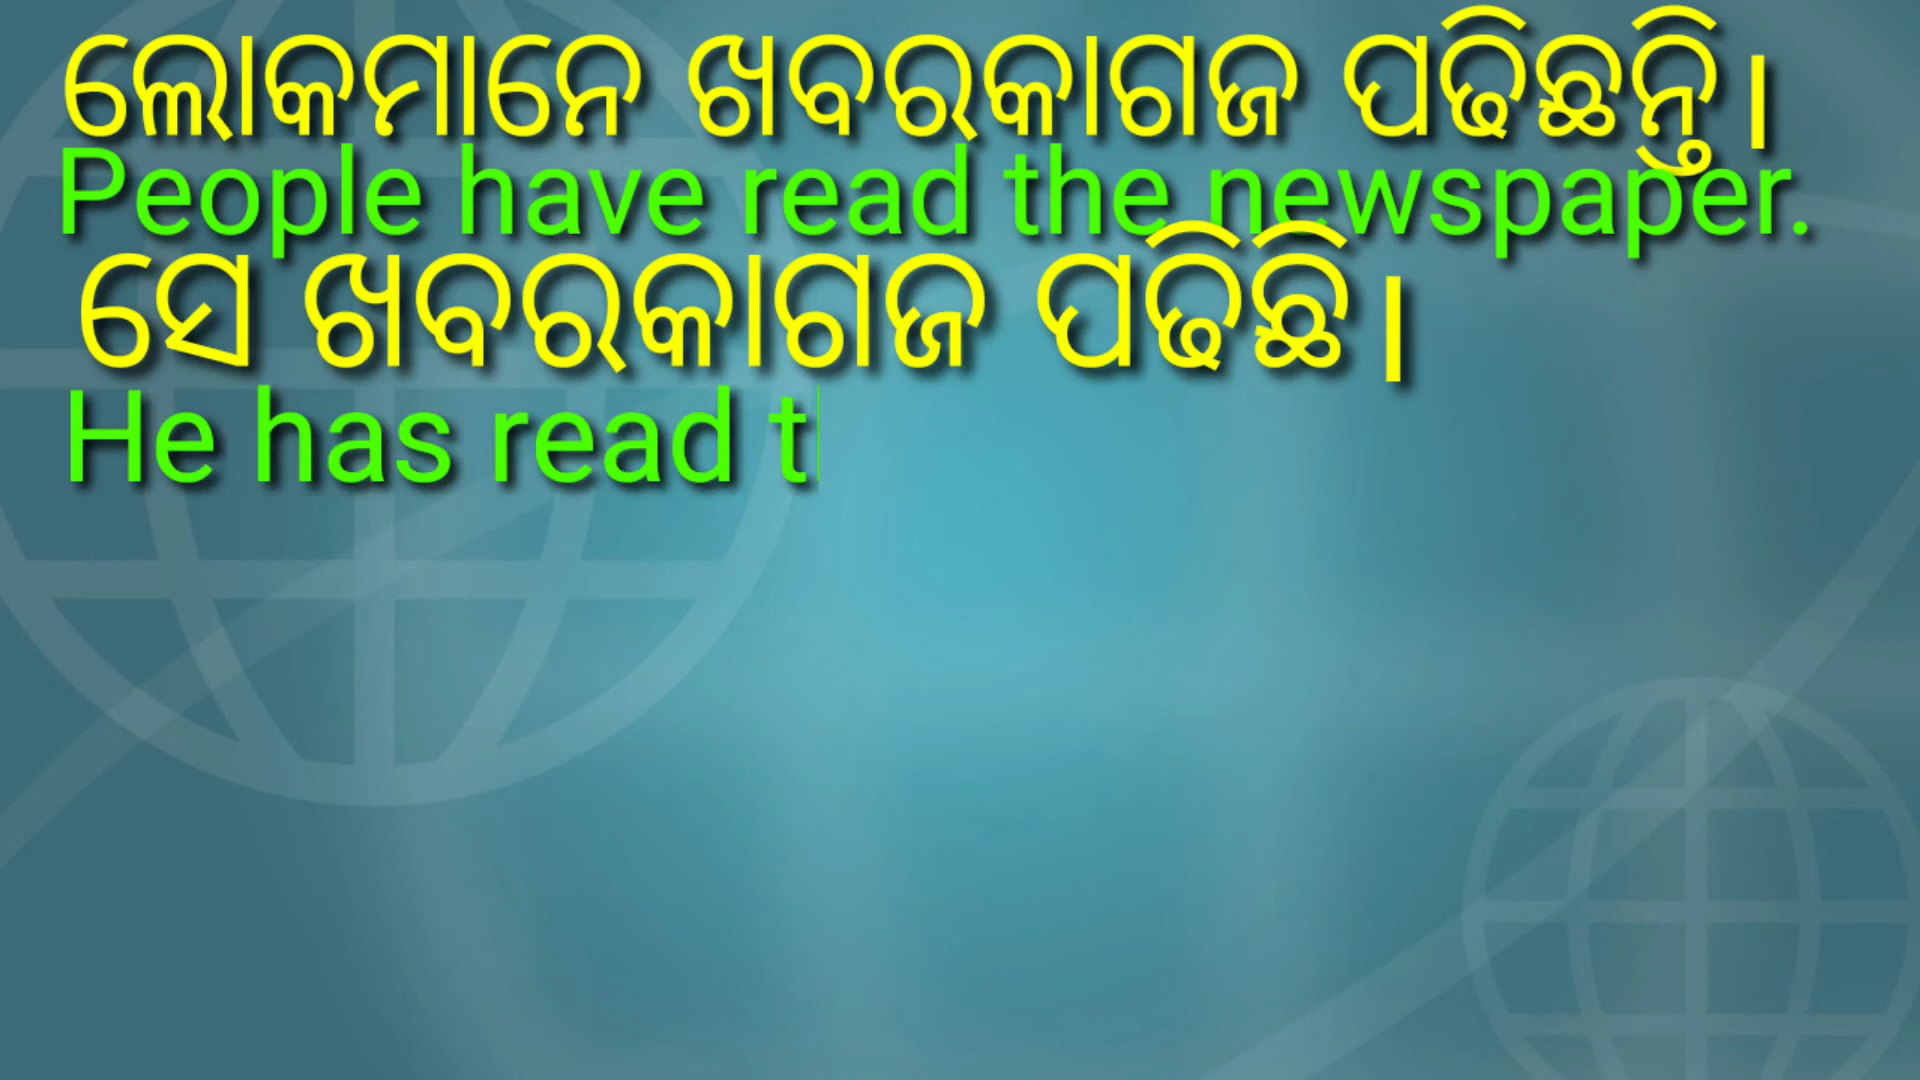 ଲୋକମାନେ ଖବରକାଗଜ ପଢିଛନ୍ତି।
People have read the newspaper.
ସେ ଖବରକାଗଜ ପଢିଛି।
He has read t